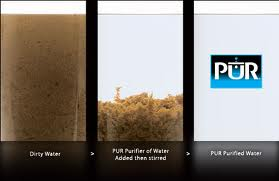 PUR
Dirty Water
>
PUR Purifier of Water
Added then stirred
>
PUR Purified Water